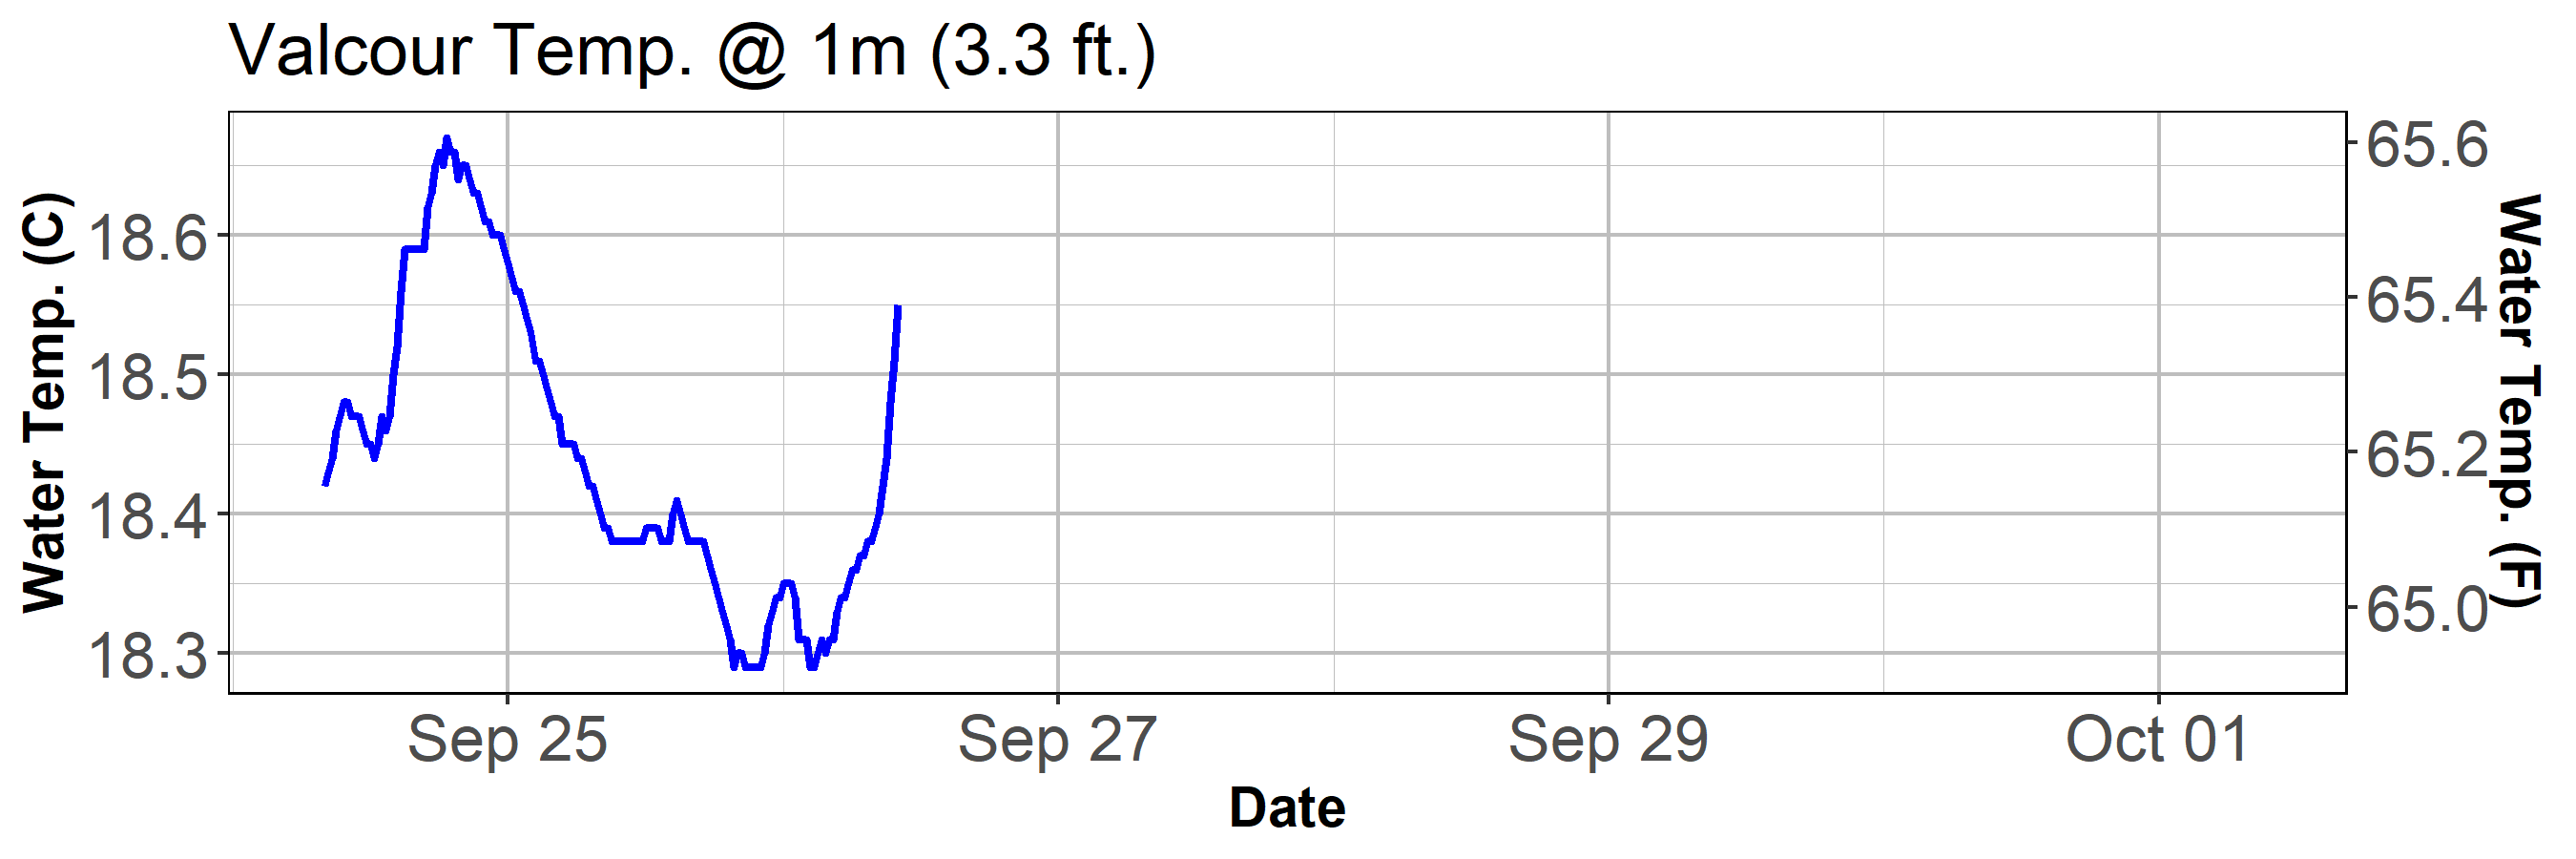 Valcour Temp. @ 1m (3.3 ft.)
Water Temp. (C)
18.6
18.5
18.4
18.3
65.6
65.4
65.2
65.0
Water Temp. (F)
Sep 25
Sep 27
Sep 29
Oct 01
Date